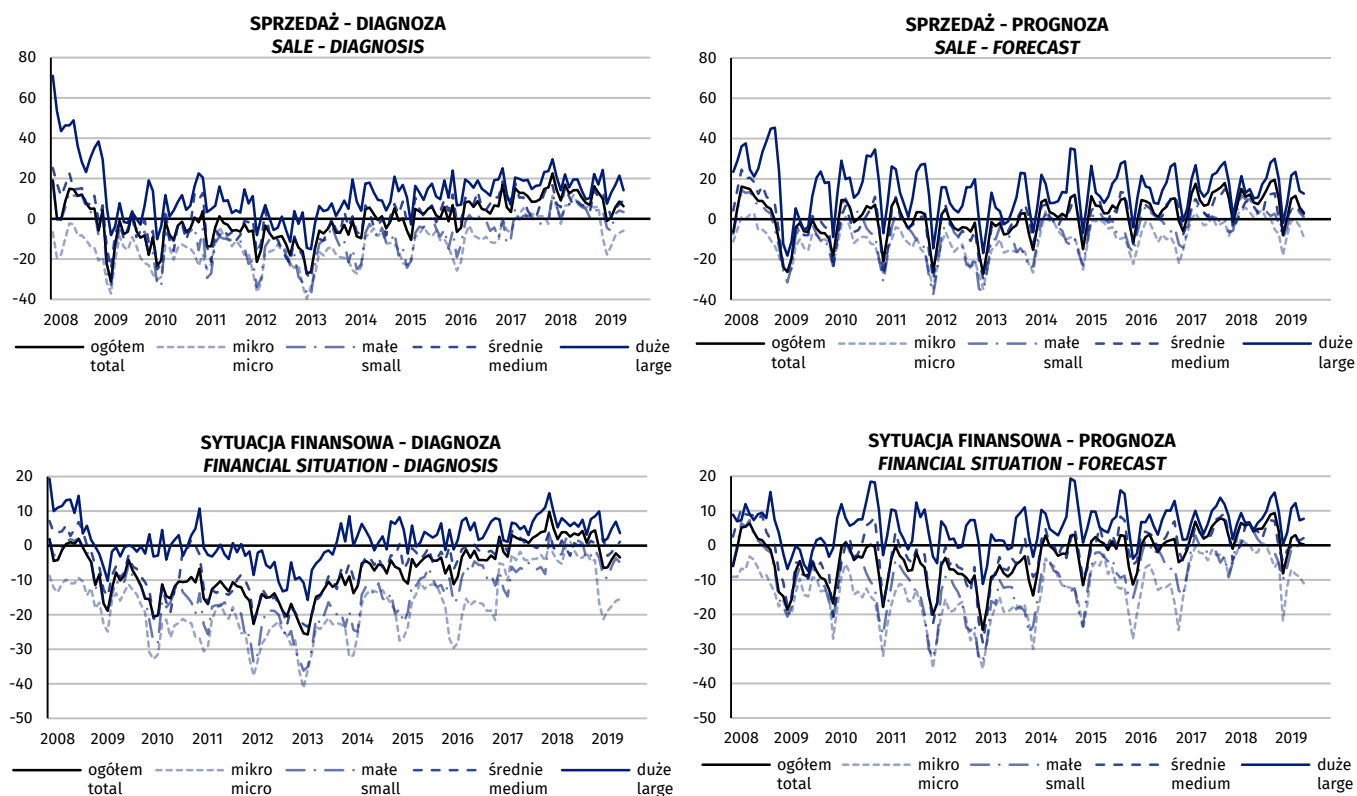 SPRZEDAŻ - DIAGNOZA
SALE - DIAGNOSIS
80
60
40
20
0
-20
-40
2008 2009 2010 2011 2012 2013 2014 2015 2016 2017 2018 2019
ogółem mikro małe średnie duże
total micro small medium large
SPRZEDAŻ - PROGNOZA
SALE - FORECAST
80
60
40
20
0
-20
-40
2008 2009 2010 2011 2012 2013 2014 2015 2016 2017 2018 2019
ogółem mikro małe średnie duże
total micro small medium large
SYTUACJA FINANSOWA - DIAGNOZA
FINANCIAL SITUATION - DIAGNOSIS
20
10
0
-10
-20
-30
-40
-50
2008 2009 2010 2011 2012 2013 2014 2015 2016 2017 2018 2019
ogółem mikro małe średnie duże
total micro small medium large
SYTUACJA FINANSOWA - PROGNOZA
FINANCIAL SITUATION - FORECAST
20
10
0
-10
-20
-30
-40
-50
2008 2009 2010 2011 2012 2013 2014 2015 2016 2017 2018 2019
ogółem mikro małe średnie duże
total micro small medium large